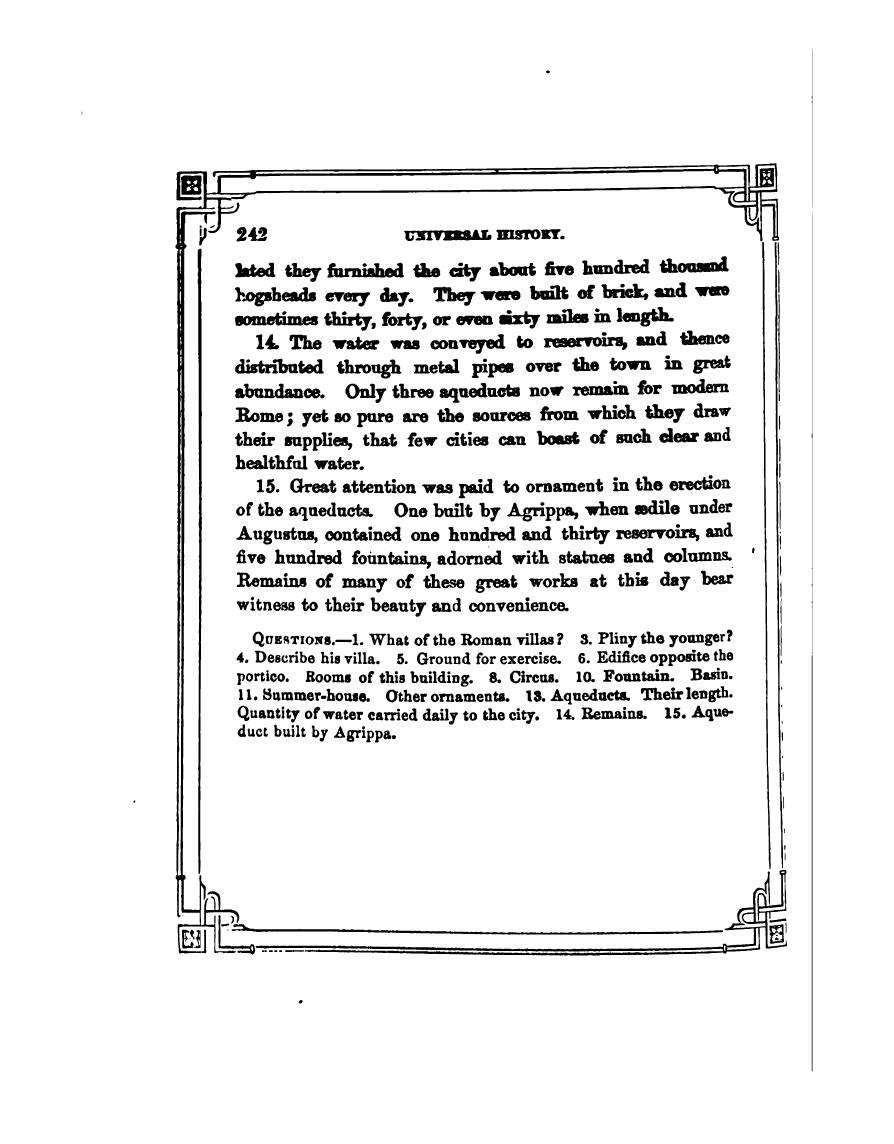 242 UNIVERSAL HISTORY.
lated they furnished the city about five hundred thousand
hogsheads every day. They were built of brick, and were
sometimes thirty, forty, or even sixty miles in length.
14. The water was conveyed to reservoirs, and thence
distributed through metal pipes over the town in great
abundance. Only three aqueducts now remain for modern
Rome; yet so pure are the sources from which they draw
their supplies, that few cities can boast of such clear and
healthful water.
15. Great attention was paid to ornament in the erection
of the aqueducts. One built by Agrippa, when ædile under
Augustus, contained one hundred and thirty reservoirs, and
five hundred fountains, adorned with statues and columns.
Remains of many of these great works at this day bear
witness to their beauty and convenience.
QUESTIONS.—1. What of the Roman villas? 3. Pliny the younger?
4. Describe his villa. 5. Ground for exercise. 6. Edifice opposite the
portico. Rooms of this building. 8. Circus. 10. Fountain. Basin.
11. Summer-house. Other ornaments. 13. Aqueducts. Their length.
Quantity of water carried daily to the city. 14. Remains. 15. Aque-
duct built by Agrippa.